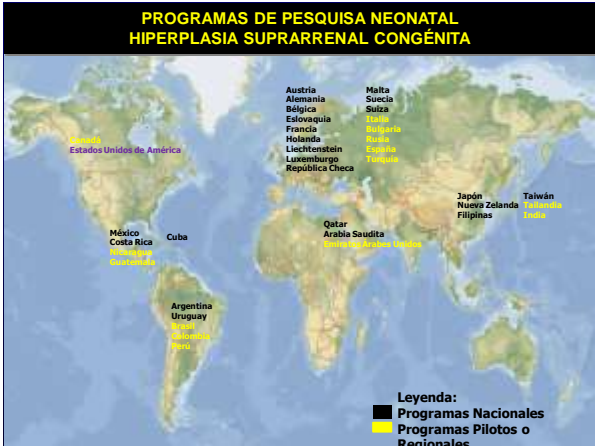 PROGRAMAS DE PESQUISA NEONATAL
HIPERPLASIA SUPRARRENAL CONGÉNITA
Canadá
Estados Unidos de América
Austria
Alemania
Bélgica
Eslovaquia
Francia
Holanda
Liechtenstein
Luxemburgo
República Checa
Malta
Suecia
Suiza
Italia
Bulgaria
Rusia
España
Turquía
México
Costa Rica
Nicaragua
Guatemala
Cuba
Qatar
Arabia Saudita
Emiratos Arabes Unidos
Japón
Nueva Zelanda
Filipinas
Taiwán
Tailandia
India
Argentina
Uruguay
Brasil
Colombia
Perú
Leyenda:
Programas Nacionales
Programas Pilotos o
Regionales